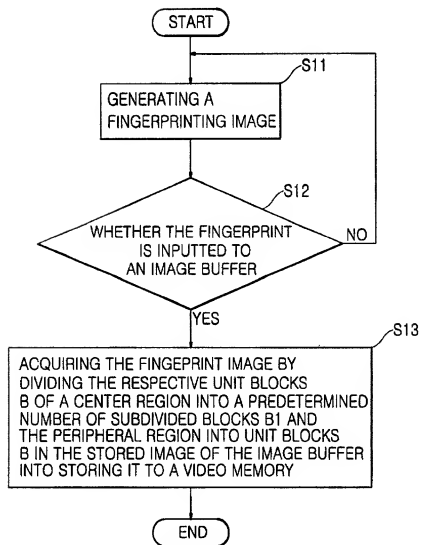 START
S11
GENERATING A
FINGERPRINTING IMAGE
S12
WHETHER THE FINGERPRINT
IS INPUTTED TO
AN IMAGE BUFFER
NO
YES
S13
ACQUIRING THE FINGEPRINT IMAGE BY
DIVIDING THE RESPECTIVE UNIT BLOCKS
B OF A CENTER REGION INTO A PREDETERMINED
NUMBER OF SUBDIVIDED BLOCKS B1 AND
THE PERIPHERAL REGION INTO UNIT BLOCKS
B IN THE STORED IMAGE OF THE IMAGE BUFFER
INTO STORING IT TO A VIDEO MEMORY
END